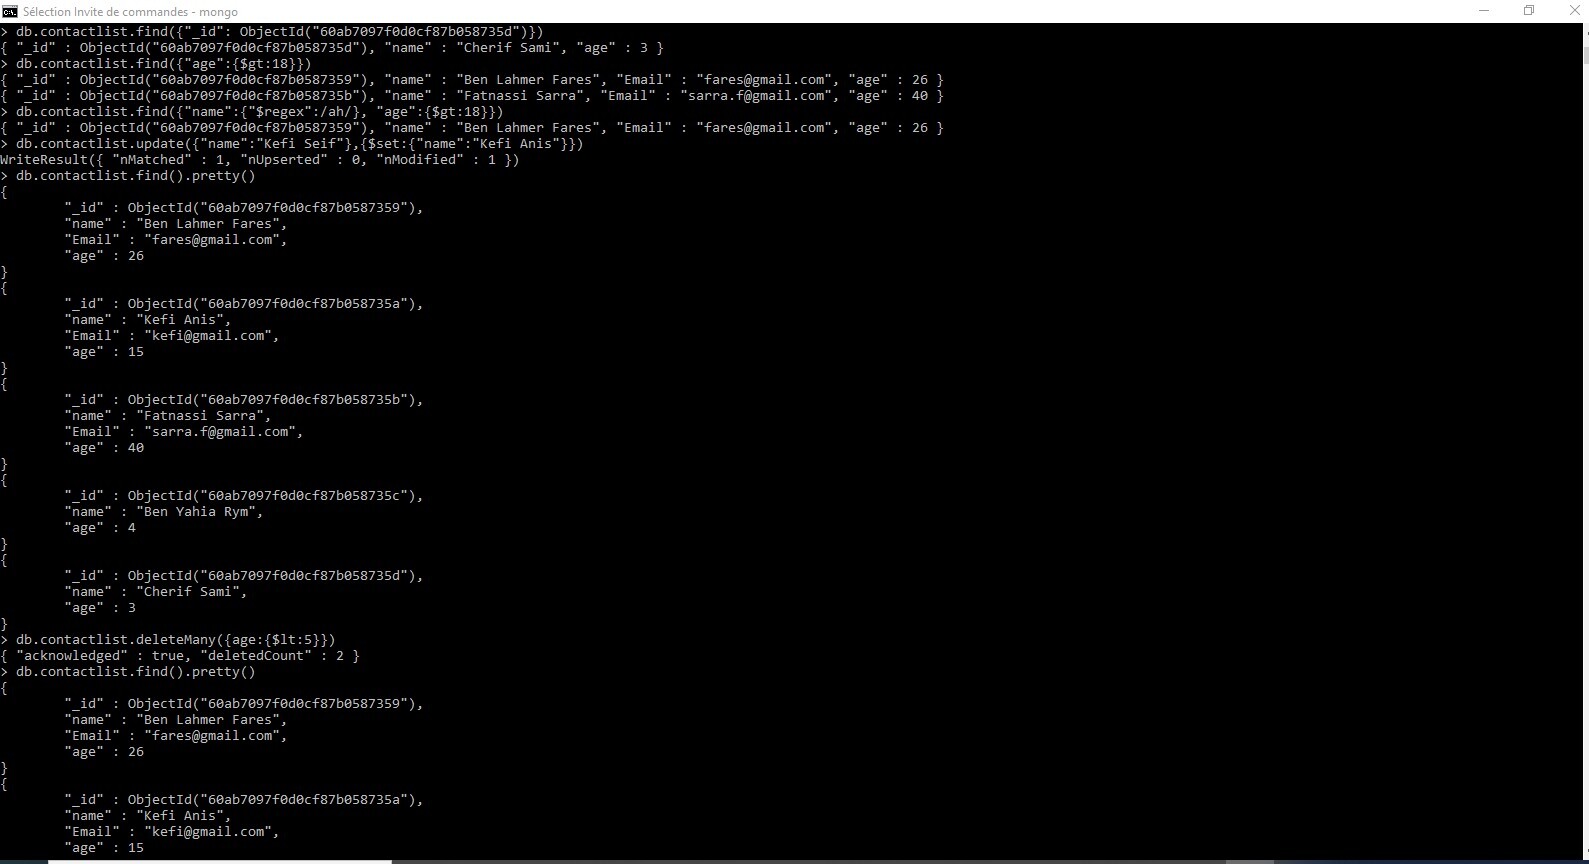 Sélection Invite de commandes - mongo
> db.contactlist.find({"_id": ObjectId("60ab7097f0d0cf87b058735d")})
{ "_id" : ObjectId("60ab7097f0d0cf87b058735d"), "name" : "Cherif Sami", "age" : 3 }
> db.contactlist.find({"age":{$gt:18}})
{ "_id" : ObjectId("60ab7097f0d0cf87b0587359"), "name" : "Ben Lahmer Fares", "Email" : "fares@gmail.com", "age" : 26 }
{ "_id" : ObjectId("60ab7097f0d0cf87b058735b"), "name" : "Fatnassi Sarra", "Email" : "sarra.f@gmail.com", "age" : 40 }
> db.contactlist.find({"name":{"$regex":/ah/}, "age":{$gt:18}})
{ "_id" : ObjectId("60ab7097f0d0cf87b0587359"), "name" : "Ben Lahmer Fares", "Email" : "fares@gmail.com", "age" : 26 }
> db.contactlist.update({"name":"Kefi Seif"},{$set:{"name":"Kefi Anis"}})
WriteResult({ "nMatched" : 1, "nUpserted" : 0, "nModified" : 1 })
> db.contactlist.find().pretty()
{
"_id" : ObjectId("60ab7097f0d0cf87b0587359"),
"name" : "Ben Lahmer Fares",
"Email" : "fares@gmail.com",
"age" : 26
}
{
"_id" : ObjectId("60ab7097f0d0cf87b058735a"),
"name" : "Kefi Anis",
"Email" : "kefi@gmail.com",
"age" : 15
}
{
"_id" : ObjectId("60ab7097f0d0cf87b058735b"),
"name" : "Fatnassi Sarra",
"Email" : "sarra.f@gmail.com",
"age" : 40
}
{
"_id" : ObjectId("60ab7097f0d0cf87b058735c"),
"name" : "Ben Yahia Rym",
"age" : 4
}
{
"_id" : ObjectId("60ab7097f0d0cf87b058735d"),
"name" : "Cherif Sami",
"age" : 3
}
> db.contactlist.deleteMany({age:{$lt:5}})
{ "acknowledged" : true, "deletedCount" : 2 }
> db.contactlist.find().pretty()
{
"_id" : ObjectId("60ab7097f0d0cf87b0587359"),
"name" : "Ben Lahmer Fares",
"Email" : "fares@gmail.com",
"age" : 26
}
{
"_id" : ObjectId("60ab7097f0d0cf87b058735a"),
"name" : "Kefi Anis",
"Email" : "kefi@gmail.com",
"age" : 15